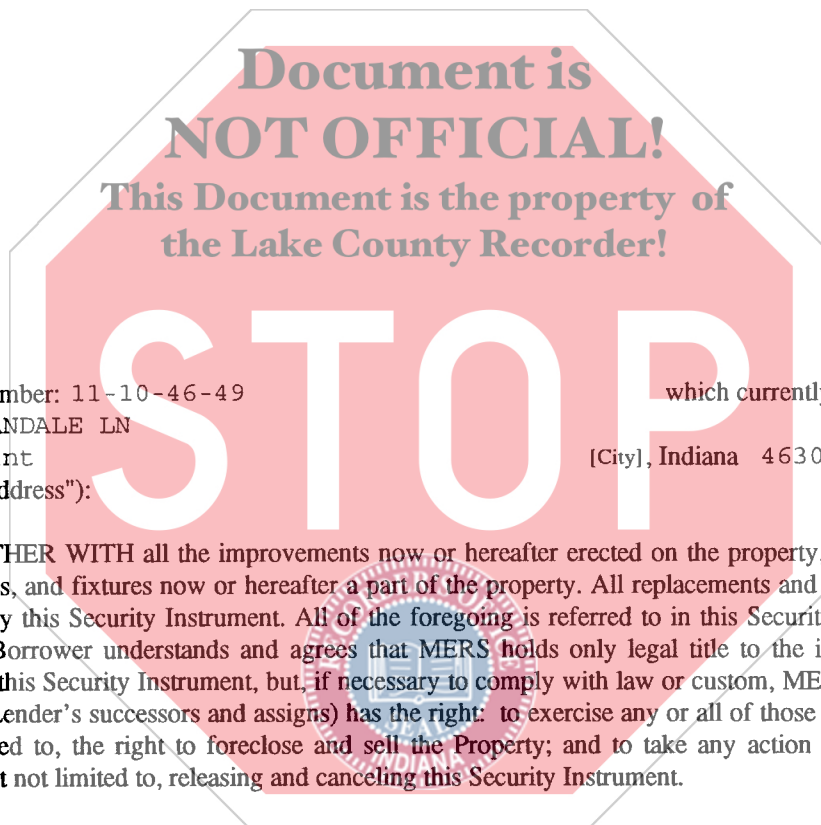 Document is
NOT OFFICIAL!
This Document is the property of
the Lake County Recorder!
STOP
mber: 11-10-46-49 which currently
NDALE LN
nt [City], Indiana 4630
ddress"):
HER WITH all the improvements now or hereafter erected on the property,
s, and fixtures now or hereafter a part of the property. All replacements and
y this Security Instrument. All of the foregoing is referred to in this Securit
Borrower understands and agrees that MERS holds only legal title to the i
this Security Instrument, but, if necessary to comply with law or custom, ME
ender's successors and assigns) has the right: to exercise any or all of those
ed to, the right to foreclose and sell the Property; and to take any action
t not limited to, releasing and canceling this Security Instrument.
RECORDER'S OFFICE
SEAL
INDIANA